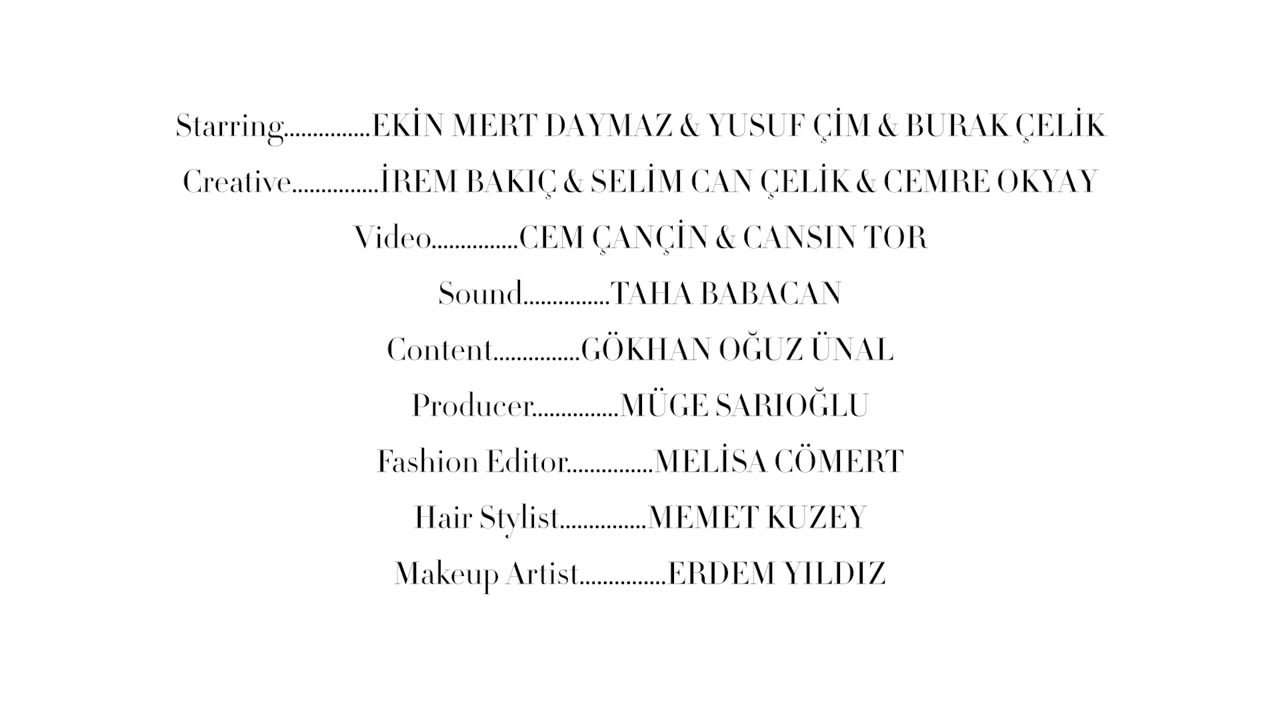 Starring...............EKİN MERT DAYMAZ & YUSUF ÇİM & BURAK ÇELİK
Creative...............İREM BAKIÇ & SELİM CAN ÇELİK & CEMRE OKYAY
Video...............CEM ÇANÇİN & CANSIN TOR
Sound...............TAHA BABACAN
Content...............GÖKHAN OĞUZ ÜNAL
Producer...............MÜGE SARIOĞLU
Fashion Editor...............MELİSA CÖMERT
Hair Stylist...............MEMET KUZEY
Makeup Artist...............ERDEM YILDIZ